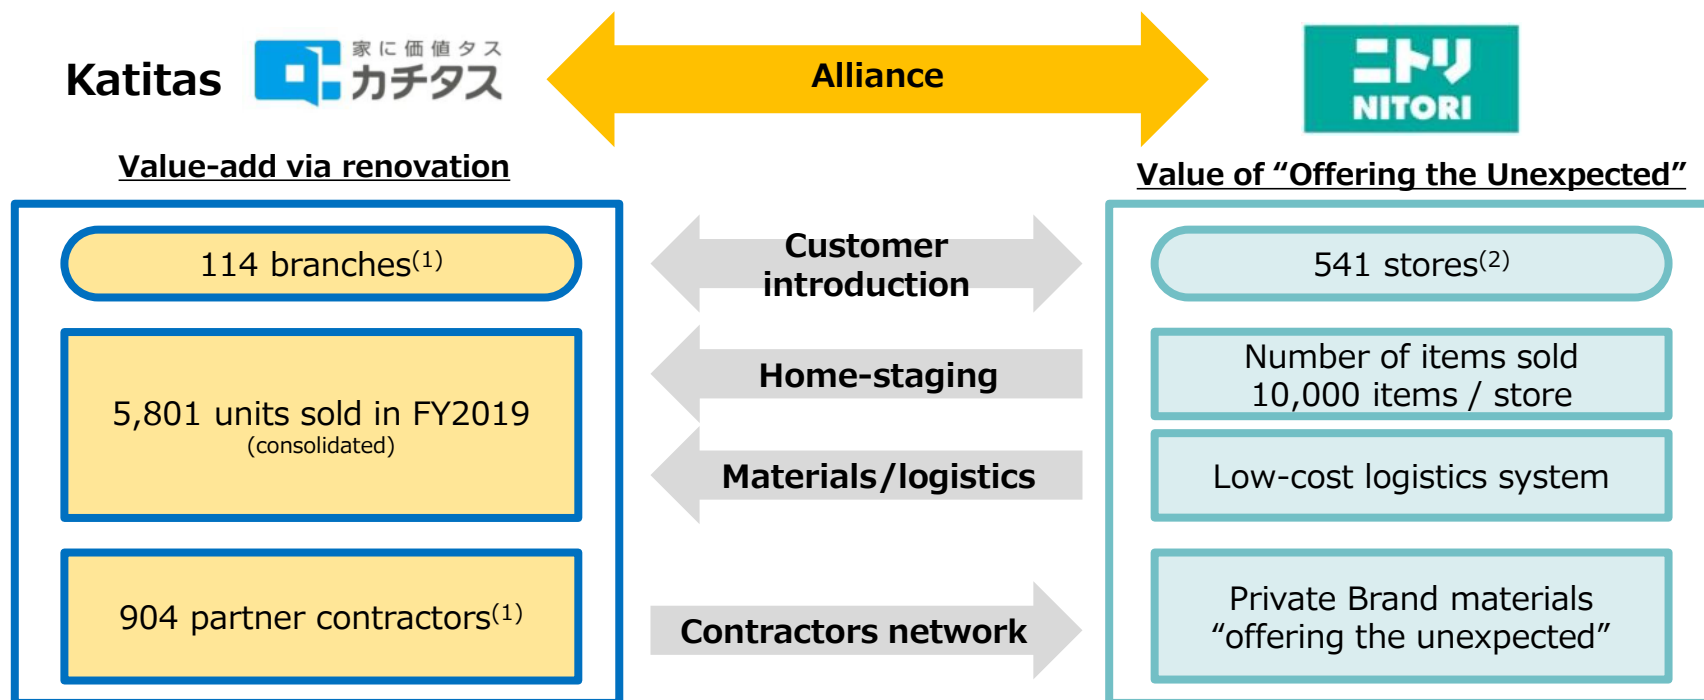 Katitas
家に価値タス
カチタス
Alliance
ニトリ
NITORI
Value-add via renovation
Value of “Offering the Unexpected”
114 branches(1)
Customer
introduction
541 stores(2)
5,801 units sold in FY2019
(consolidated)
Home-staging
Number of items sold
10,000 items / store
Materials/logistics
Low-cost logistics system
904 partner contractors(1)
Contractors network
Private Brand materials
“offering the unexpected”